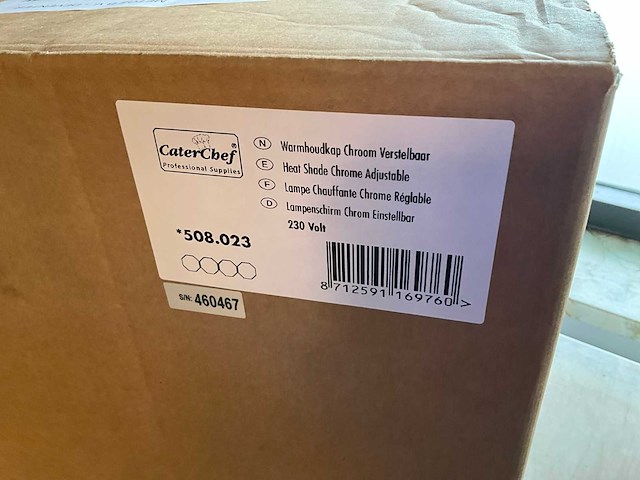 CaterChef®
Professional Supplies
N Warmhoudkap Chroom Verstelbaar
E Heat Shade Chrome Adjustable
F Lampe Chauffante Chrome Réglable
D Lampenschirm Chrom Einstellbar
230 Volt
*508.023
8 712591 169760 >
S/N: 460467